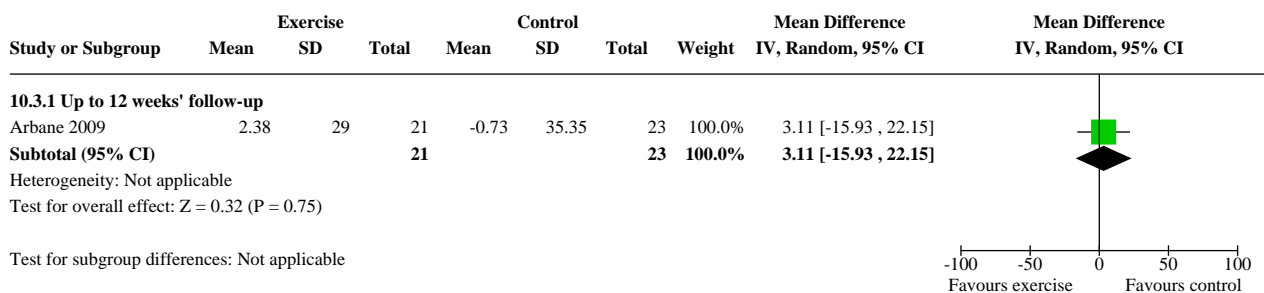 Exercise Control Mean Difference Mean Difference
Study or Subgroup Mean SD Total Mean SD Total Weight IV, Random, 95% CI IV, Random, 95% CI
10.3.1 Up to 12 weeks' follow-up
Arbane 2009 2.38 29 21 -0.73 35.35 23 100.0% 3.11 [-15.93 , 22.15]
Subtotal (95% CI) 21 23 100.0% 3.11 [-15.93 , 22.15]
Heterogeneity: Not applicable
Test for overall effect: Z = 0.32 (P = 0.75)
Test for subgroup differences: Not applicable
-100 -50 0 50 100
Favours exercise Favours control